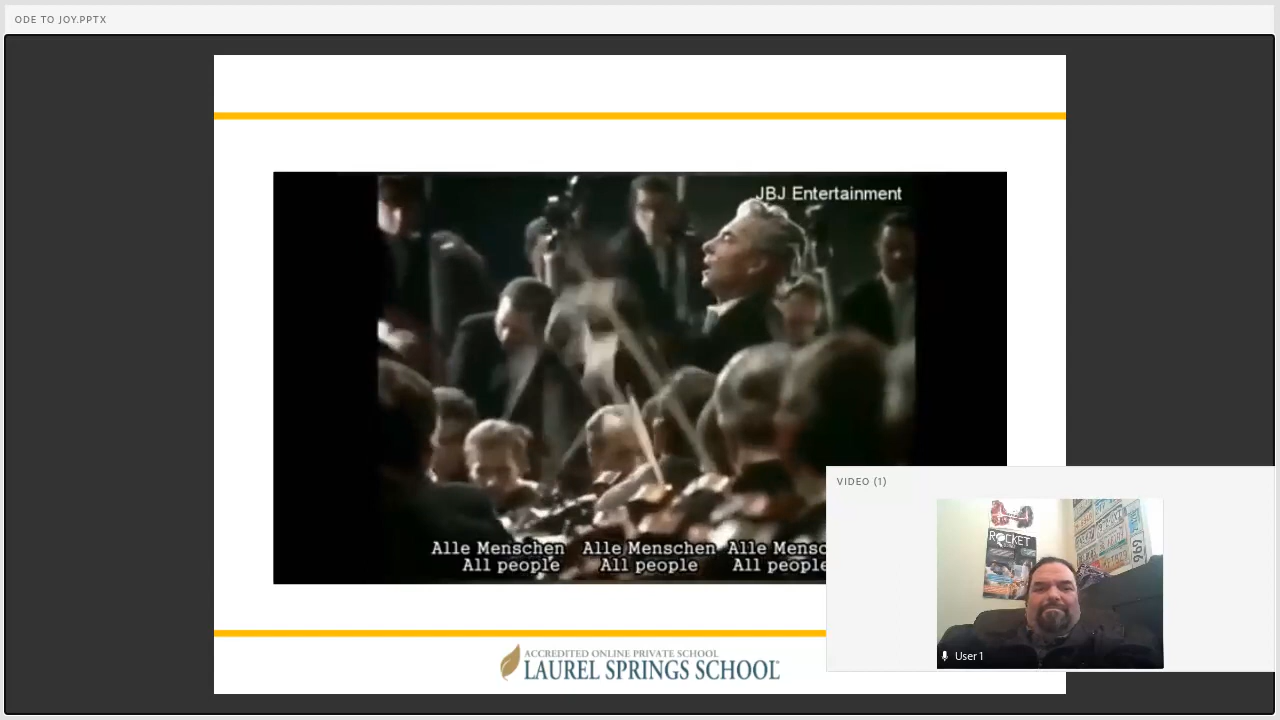 ODE TO JOY.PPTX
JBJ Entertainment
Alle Menschen Alle Menschen Alle Mensc
All people All people All people
VIDEO (1)
ROCKET
User 1
ACCREDITED ONLINE PRIVATE SCHOOL
LAUREL SPRINGS SCHOOL